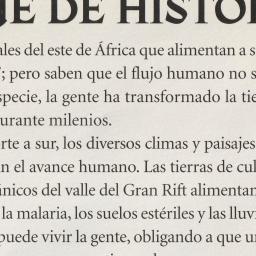 DE HISTO
ales del este de África que alimentan a s
; pero saben que el flujo humano no s
specie, la gente ha transformado la tie
urante milenios.
rte a sur, los diversos climas y paisajes
n el avance humano. Las tierras de cul
ánicos del valle del Gran Rift alimentan
la malaria, los suelos estériles y las lluvi
puede vivir la gente, obligando a que un